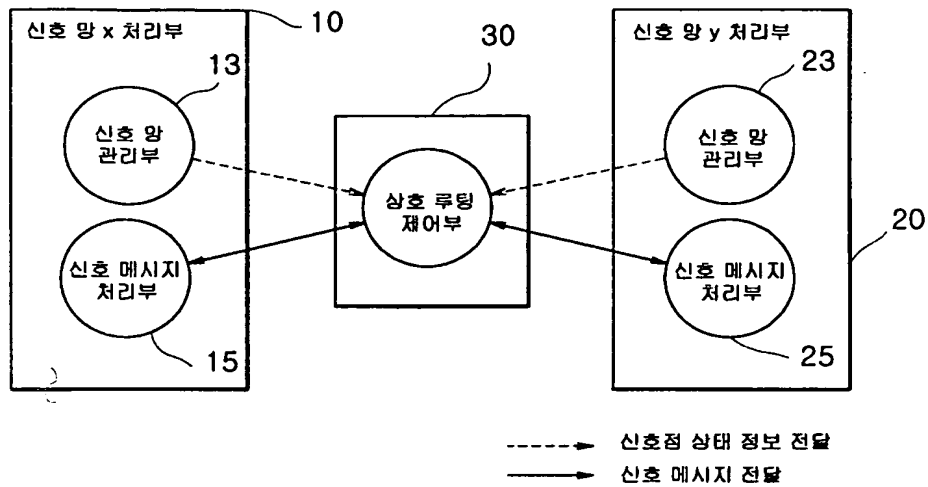 신호 망 x 처리부
10
13
신호 망
관리부
신호 메시지
처리부
15
30
상호 루팅
제어부
신호 망 y 처리부
23
신호 망
관리부
20
신호 메시지
처리부
25
신호점 상태 정보 전달
신호 메시지 전달